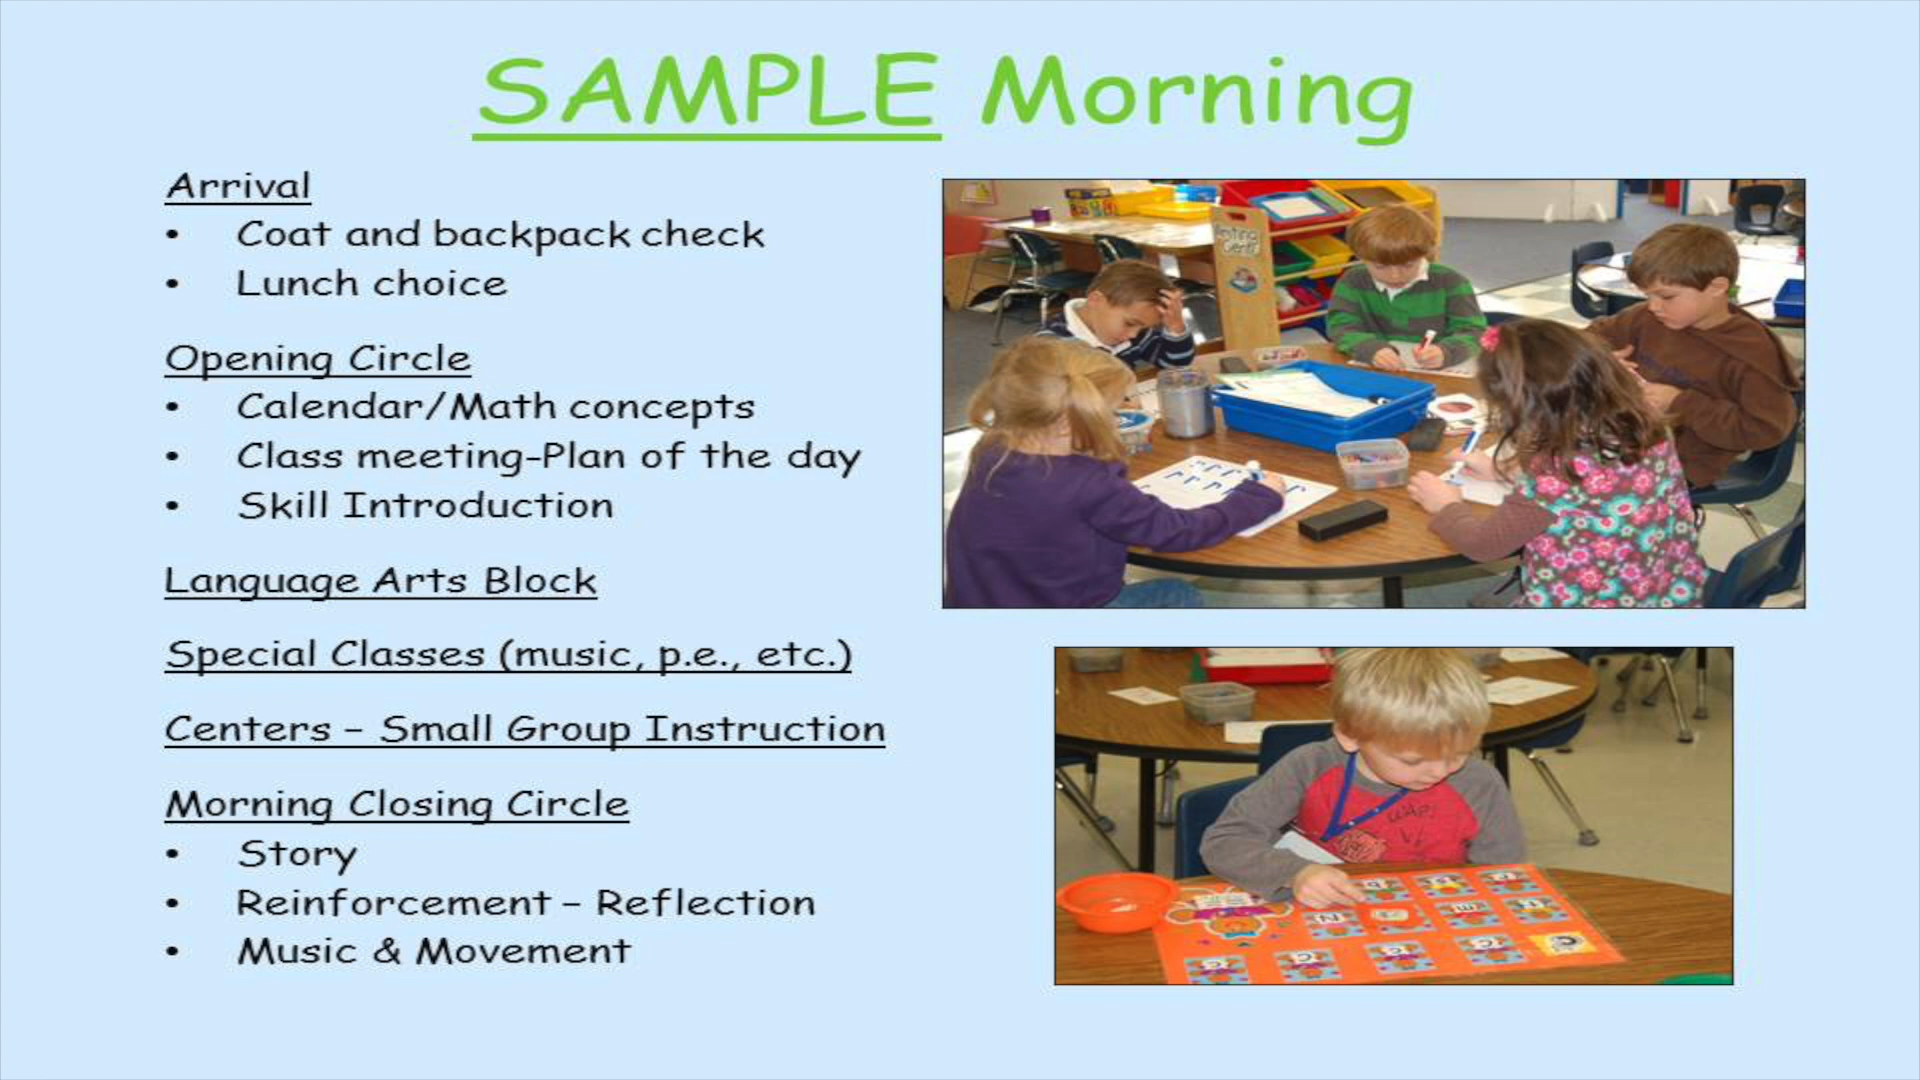 SAMPLE Morning
Arrival
• Coat and backpack check
• Lunch choice
Opening Circle
• Calendar/Math concepts
• Class meeting-Plan of the day
• Skill Introduction
Language Arts Block
Special Classes (music, p.e., etc.)
Centers – Small Group Instruction
Morning Closing Circle
• Story
• Reinforcement – Reflection
• Music & Movement